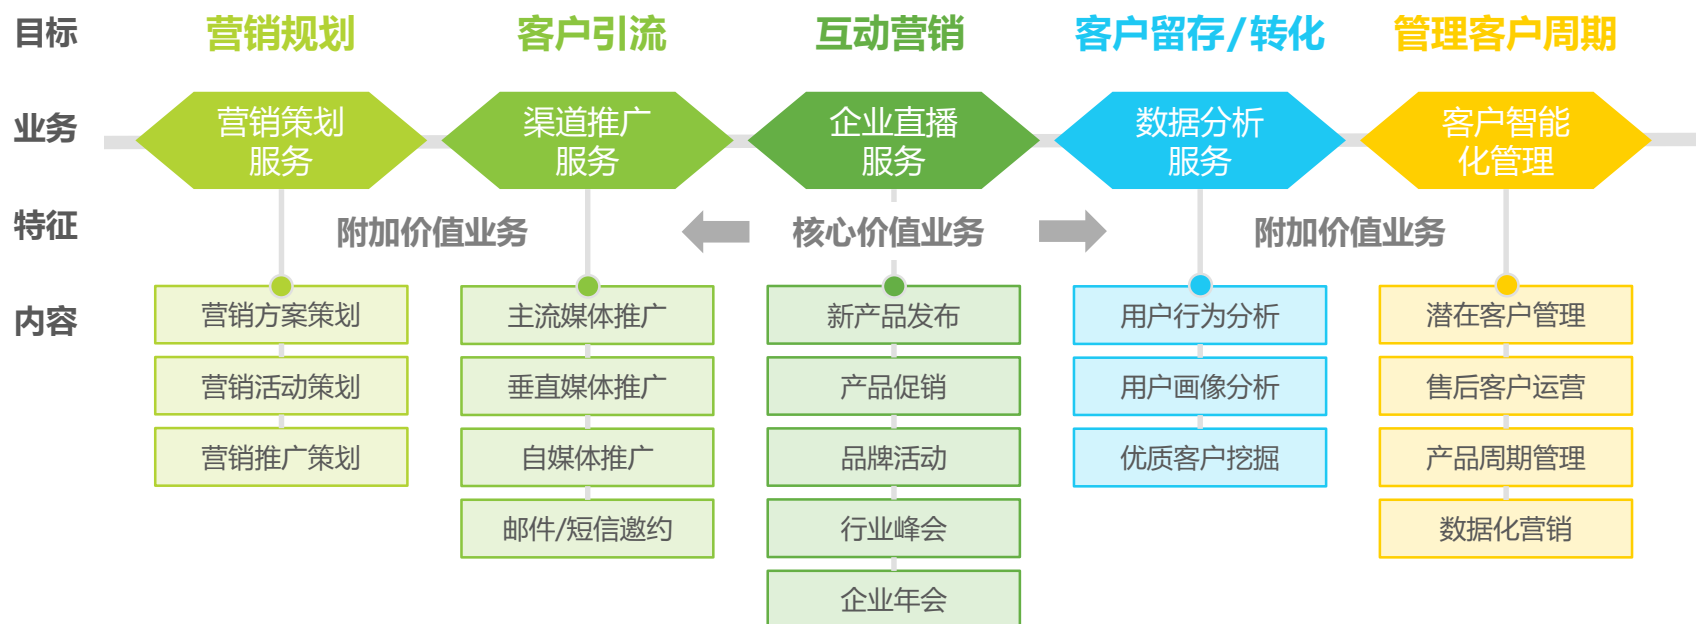 目标
营销规划
客户引流
互动营销
客户留存/转化
管理客户周期
业务
营销策划
服务
渠道推广
服务
企业直播
服务
数据分析
服务
客户智能
化管理
特征
附加价值业务
核心价值业务
附加价值业务
内容
营销方案策划
营销活动策划
营销推广策划
主流媒体推广
垂直媒体推广
自媒体推广
邮件/短信邀约
新产品发布
产品促销
品牌活动
行业峰会
企业年会
用户行为分析
用户画像分析
优质客户挖掘
潜在客户管理
售后客户运营
产品周期管理
数据化营销